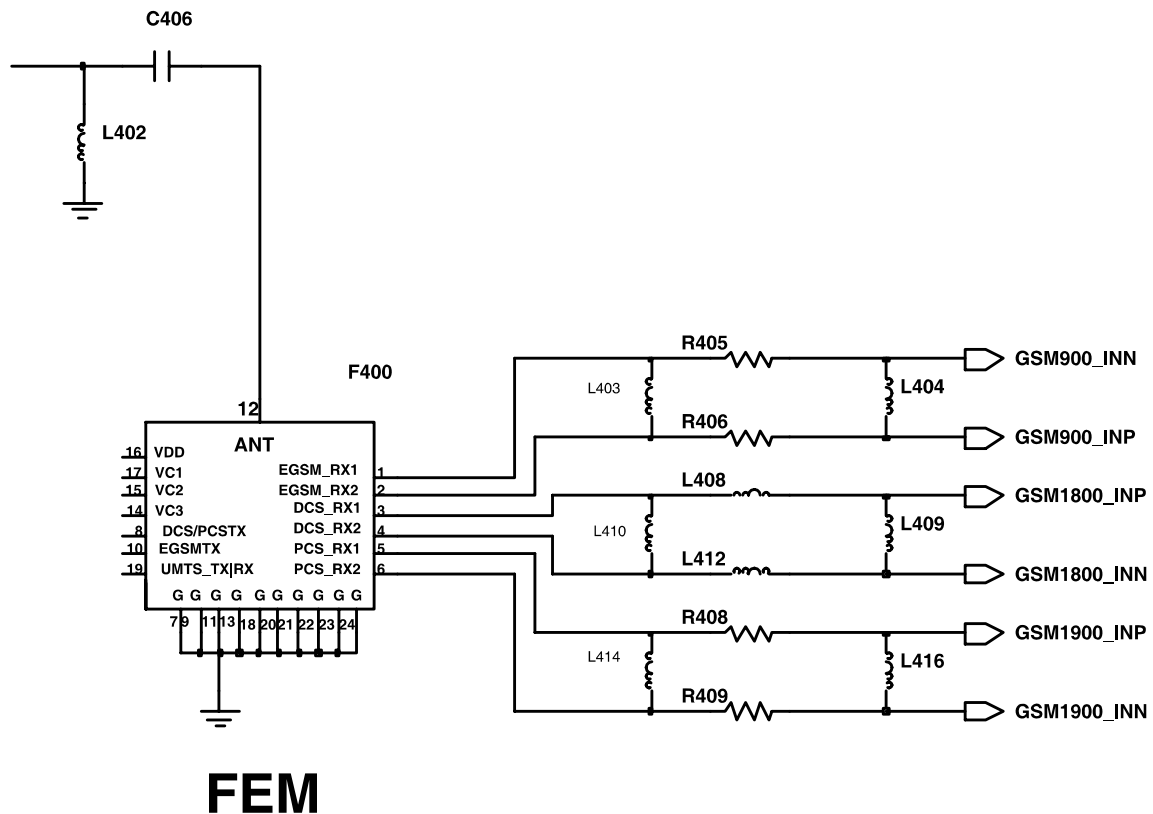 C406
L402
R405
GSM900_INN
F400
L403
L404
12
R406
GSM900_INP
ANT
16 VDD
EGSM_RX1 1
17 VC1
L408
15 VC2
EGSM_RX2 2
GSM1800_INP
14 VC3
DCS_RX1 3
L410
L409
8 DCS/PCSTX
DCS_RX2 4
10 EGSMTX
PCS_RX1 5
L412
19 UMTS_TX|RX
PCS_RX2 6
GSM1800_INN
G G G G G G G G G G
7 9 11 13 18 20 21 22 23 24
R408
GSM1900_INP
L414
L416
R409
GSM1900_INN
FEM